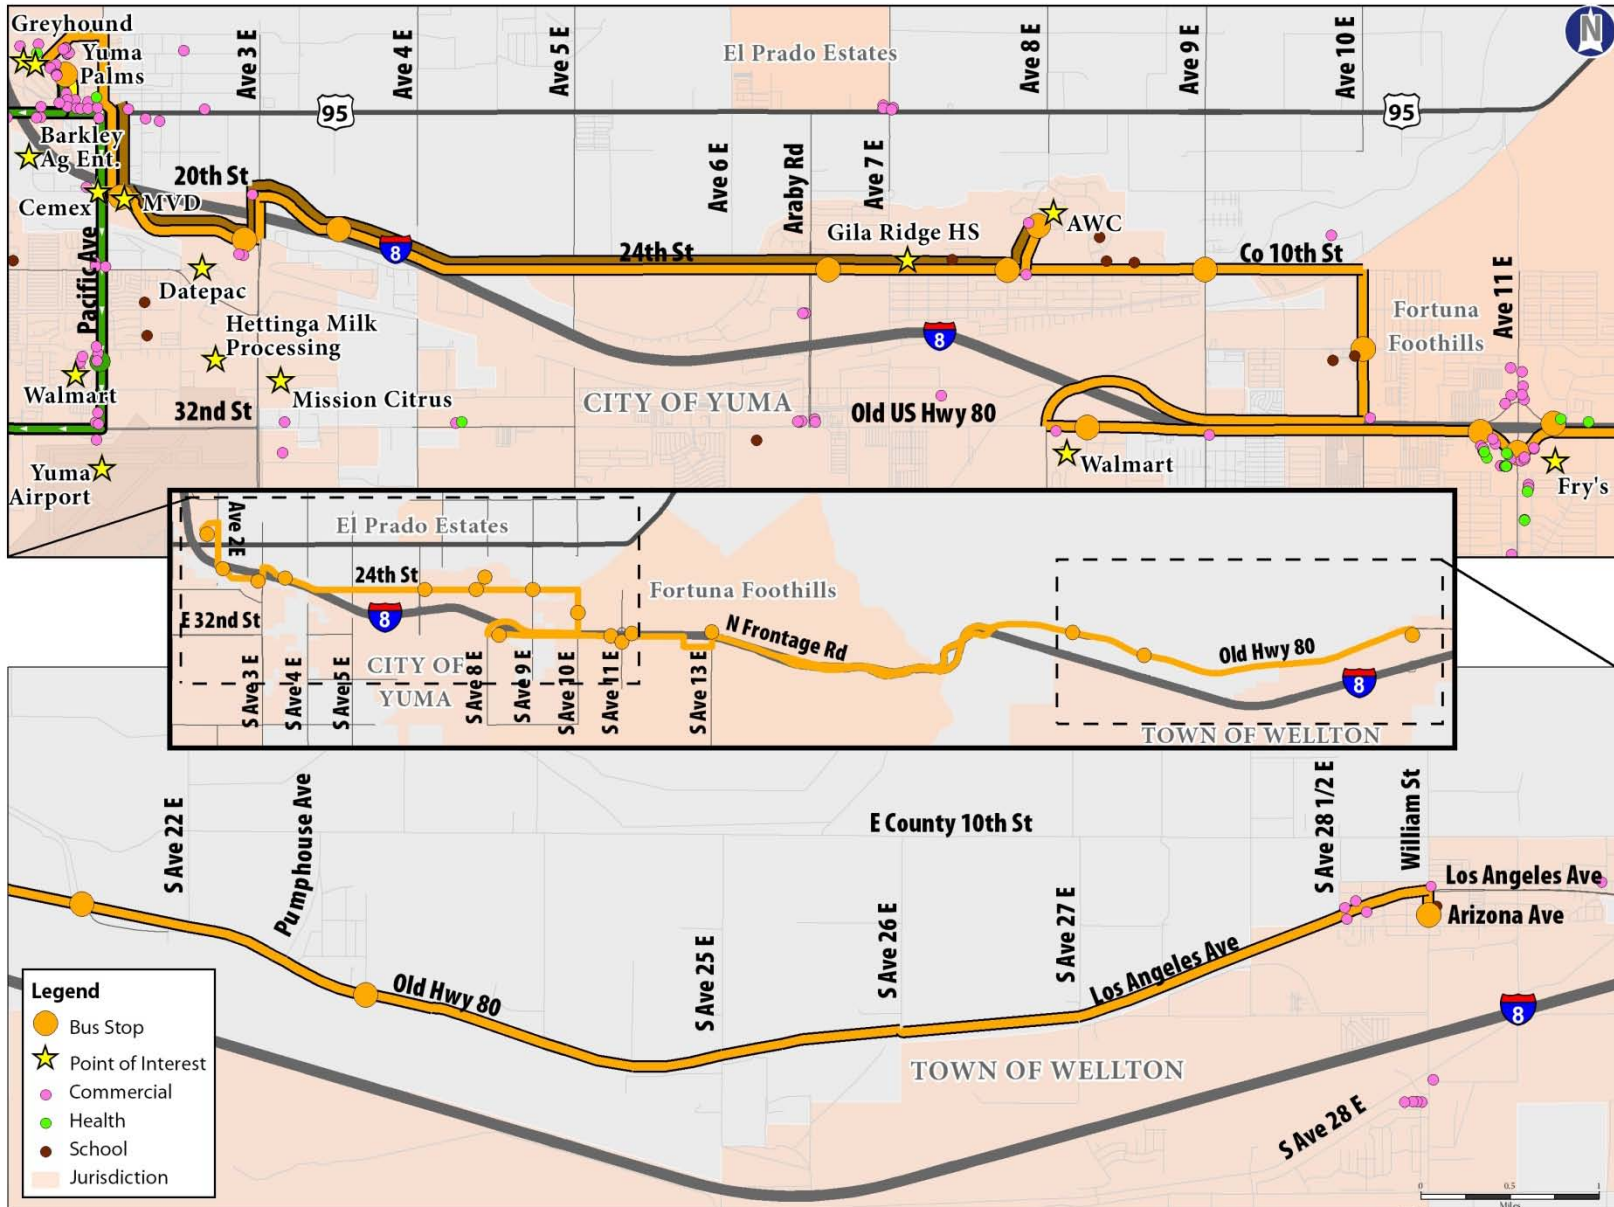 Greyhound
Yuma
Palms
Ave 3 E
Ave 4 E
Ave 5 E
El Prado Estates
Ave 8 E
Ave 9 E
Ave 10 E
N
95
95
Barkley
Ag Ent.
20th St
Ave 6 E
Araby Rd
Ave 7 E
Cemex
MVD
Pacific Ave
8
24th St
Gila Ridge HS
AWC
Co 10th St
Ave 11 E
Datepac
Hettinga Milk
Processing
8
Fortuna
Foothills
Walmart
Mission Citrus
CITY OF YUMA
Old US Hwy 80
32nd St
Yuma
Airport
Walmart
Fry's
Ave 2E
El Prado Estates
24th St
E 32nd St
8
Fortuna Foothills
N Frontage Rd
Old Hwy 80
8
CITY OF
YUMA
S Ave 3 E
S Ave 4 E
S Ave 5 E
S Ave 8 E
S Ave 9 E
S Ave 10 E
S Ave 11 E
S Ave 13 E
TOWN OF WELLTON
S Ave 22 E
Pumphouse Ave
E County 10th St
S Ave 28 1/2 E
William St
Los Angeles Ave
Arizona Ave
S Ave 25 E
S Ave 26 E
S Ave 27 E
Los Angeles Ave
Old Hwy 80
8
TOWN OF WELLTON
S Ave 28 E
Legend
Bus Stop
Point of Interest
Commercial
Health
School
Jurisdiction
0 0.5 1
Miles